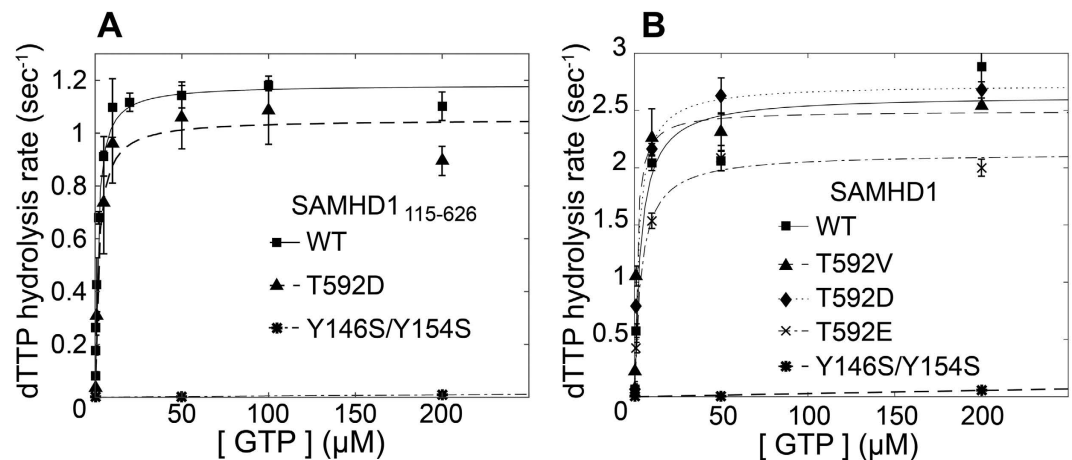 A
dTTP hydrolysis rate (sec-1)
1.2
1
0.8
0.6
0.4
0.2
0
50
100
150
200
[ GTP ] (μM)
SAMHD1 115-626
WT
T592D
Y146S/Y154S
B
dTTP hydrolysis rate (sec-1)
3
2.5
2
1.5
1
0.5
0
0
50
100
150
200
[ GTP ] (μM)
SAMHD1
WT
T592V
T592D
T592E
Y146S/Y154S